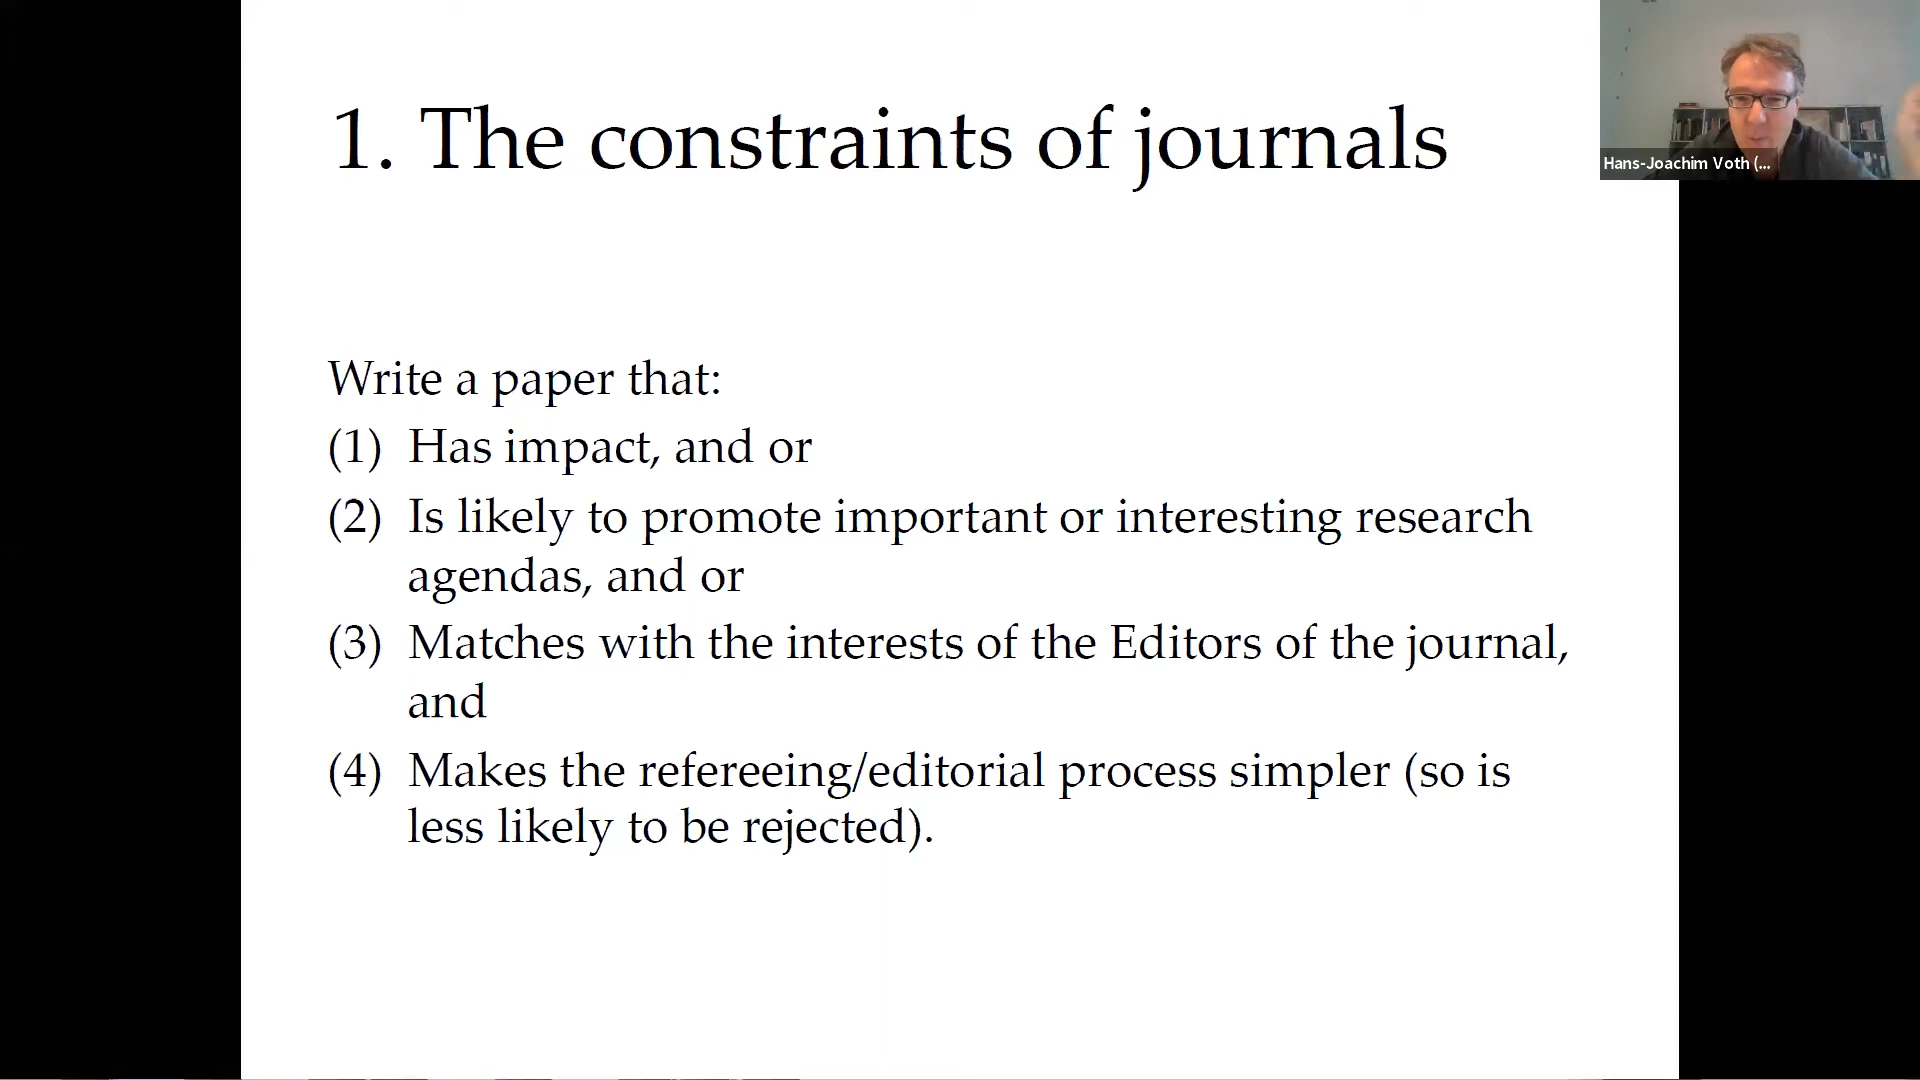 1. The constraints of journals
Hans-Joachim Voth (...
Write a paper that:
(1) Has impact, and or
(2) Is likely to promote important or interesting research
agendas, and or
(3) Matches with the interests of the Editors of the journal,
and
(4) Makes the refereeing/editorial process simpler (so is
less likely to be rejected).